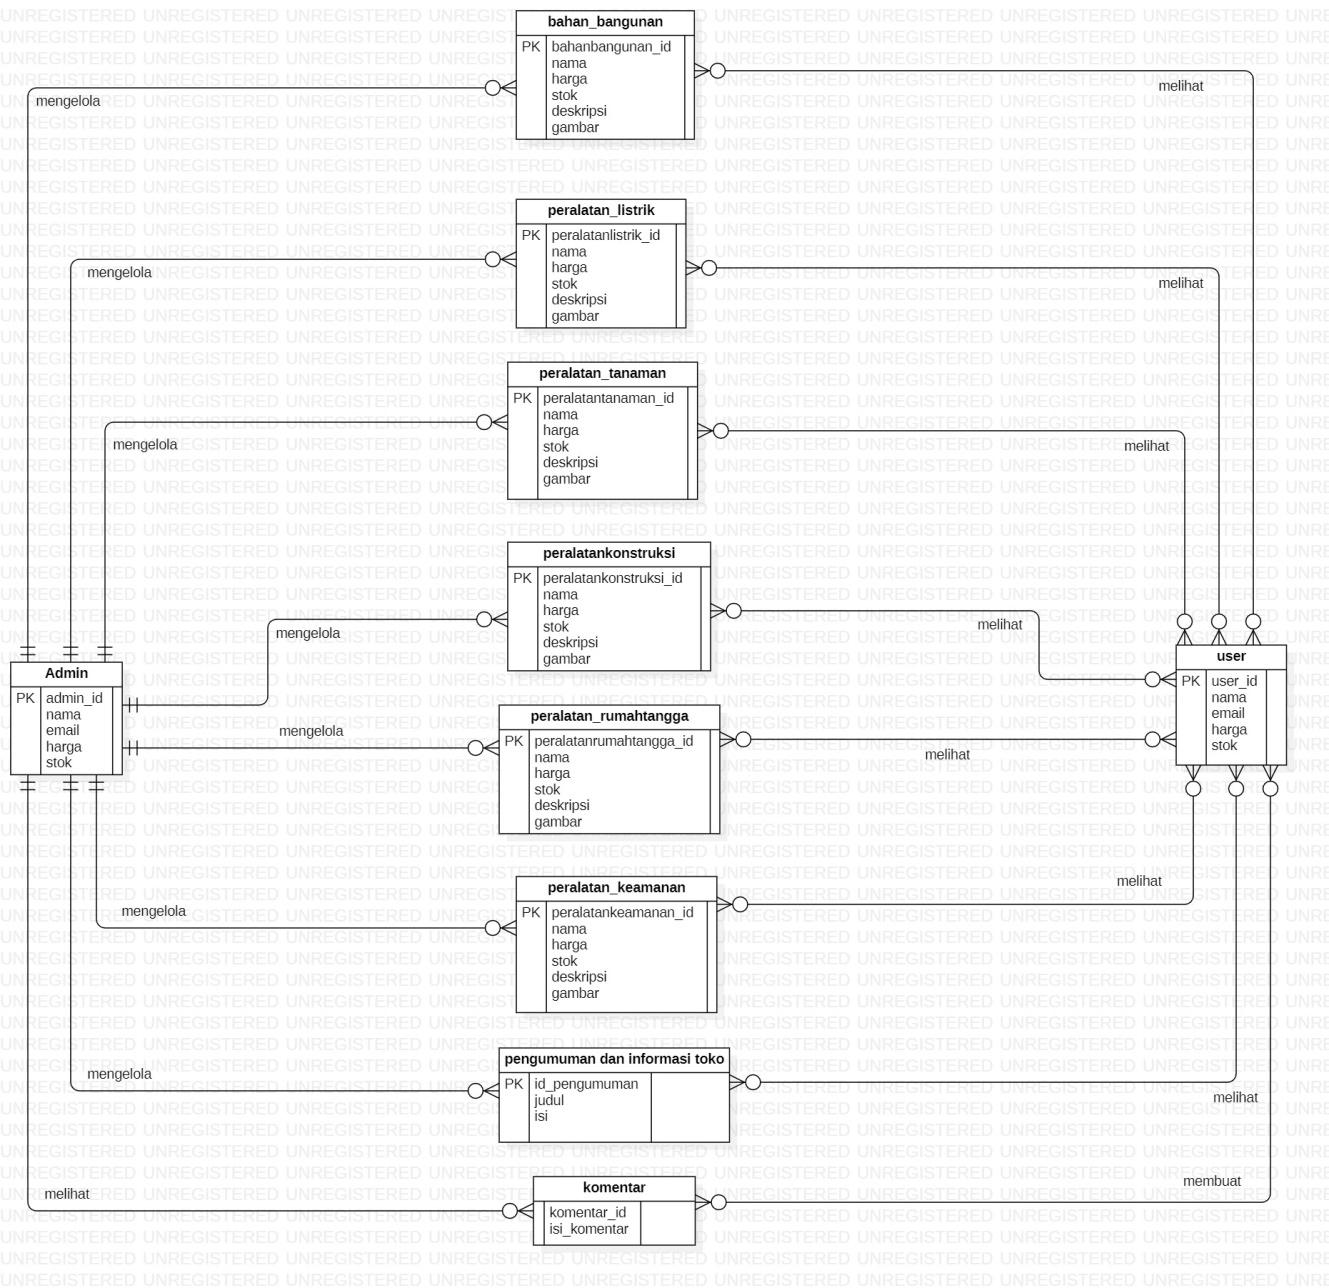 bahan_bangunan
PK bahanbangunan_id
nama
harga
stok
deskripsi
gambar
mengelola
melihat
peralatan_listrik
PK peralatanlistrik_id
nama
harga
stok
deskripsi
gambar
mengelola
melihat
peralatan_tanaman
PK peralatantanaman_id
nama
harga
stok
deskripsi
gambar
mengelola
melihat
peralatankonstruksi
PK peralatankonstruksi_id
nama
harga
stok
deskripsi
gambar
mengelola
melihat
Admin
PK admin_id
nama
email
harga
stok
user
PK user_id
nama
email
harga
stok
peralatan_rumahtangga
PK peralatanrumahtangga_id
nama
harga
stok
deskripsi
gambar
mengelola
melihat
peralatan_keamanan
PK peralatankeamanan_id
nama
harga
stok
deskripsi
gambar
mengelola
melihat
pengumuman dan informasi toko
PK id_pengumuman
judul
isi
mengelola
melihat
komentar
komentar_id
isi_komentar
melihat
membuat
UNREGISTERED